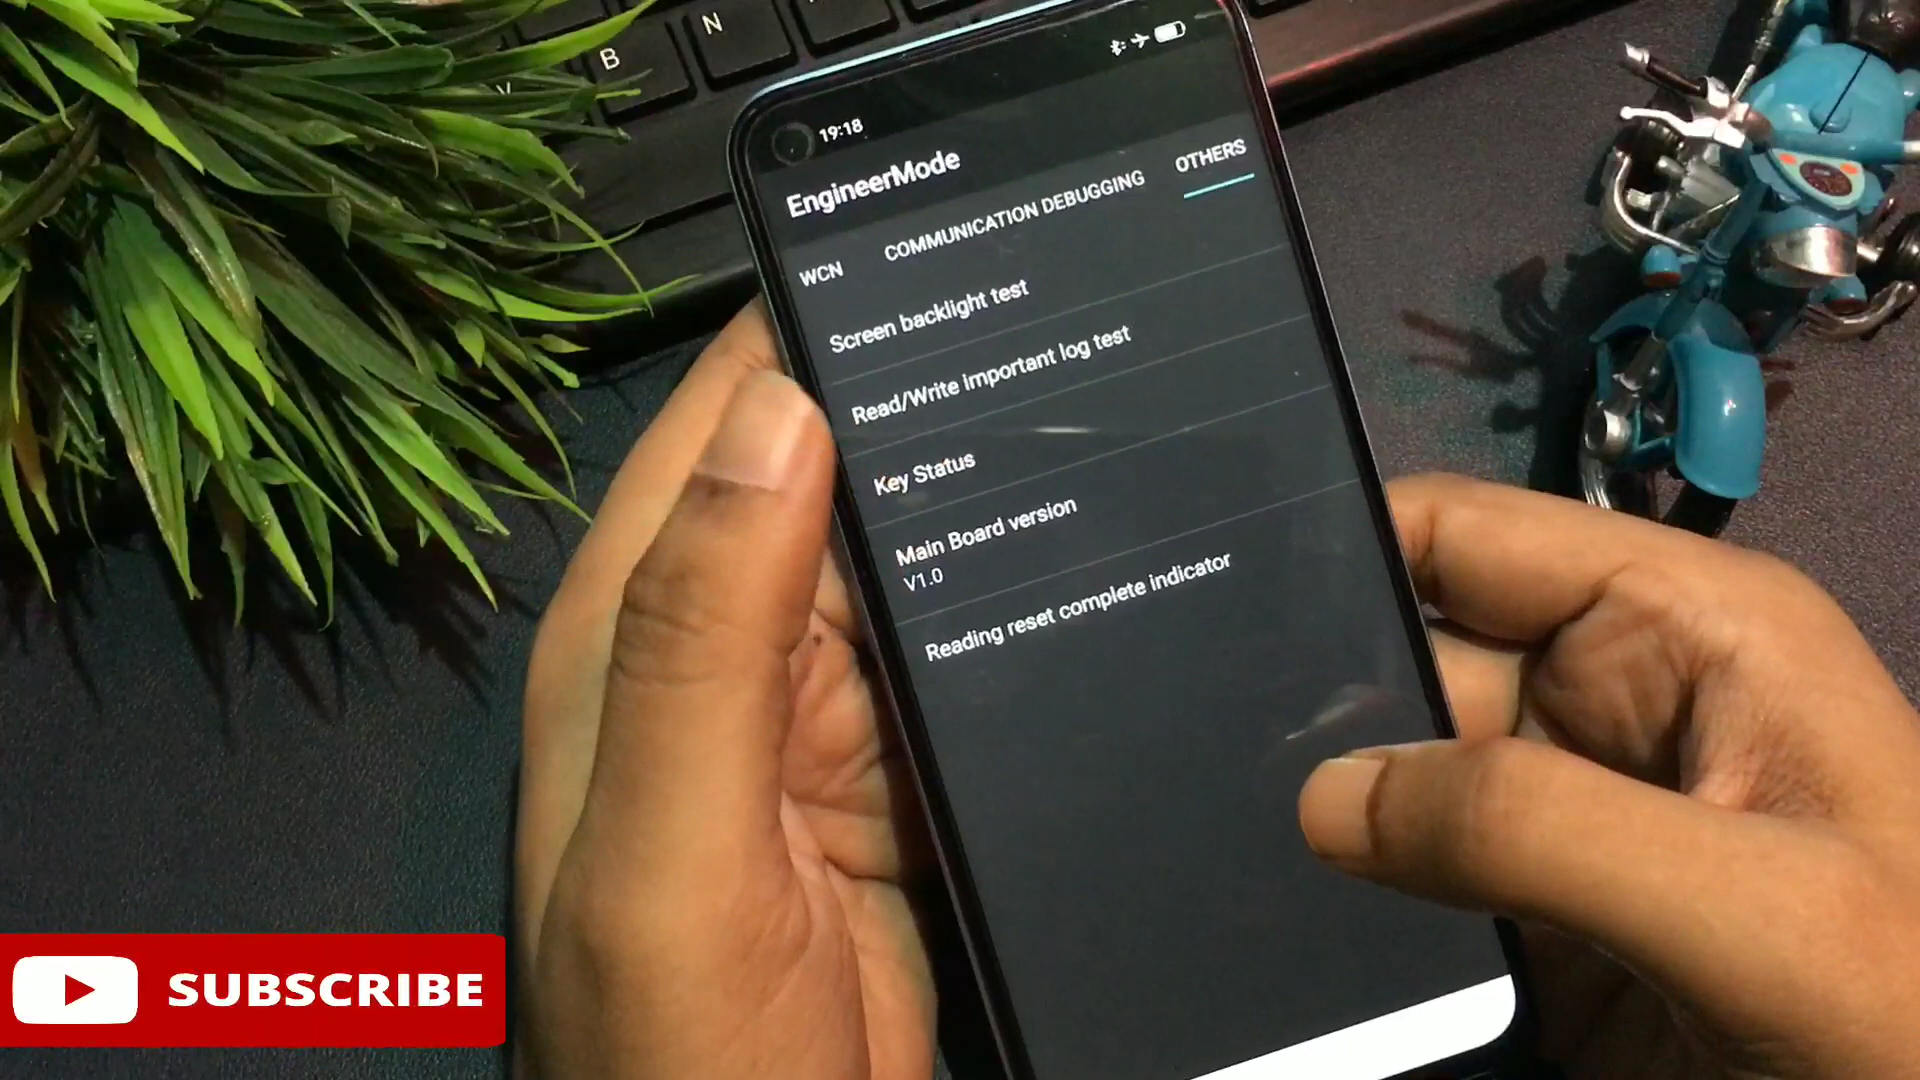 N
B
V
19:18
EngineerMode
WCN
COMMUNICATION DEBUGGING
OTHERS
Screen backlight test
Read/Write important log test
Key Status
Main Board version
V1.0
Reading reset complete indicator
SUBSCRIBE